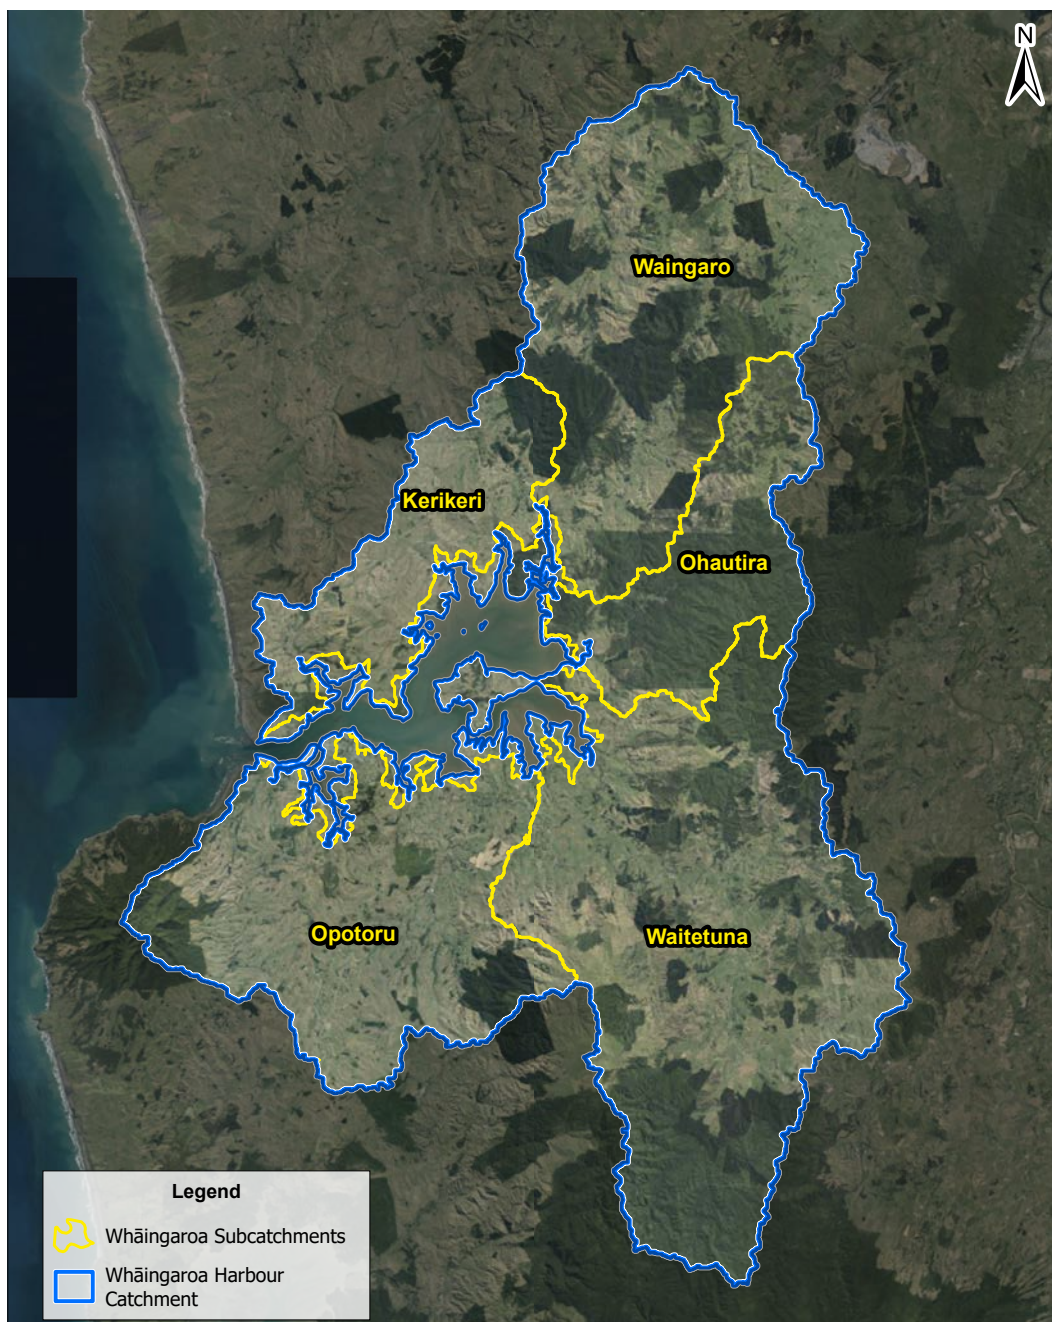 N
Waingaro
Kerikeri
Ohautira
Opotoru
Waitetuna
Legend
Whāingaroa Subcatchments
Whāingaroa Harbour
Catchment